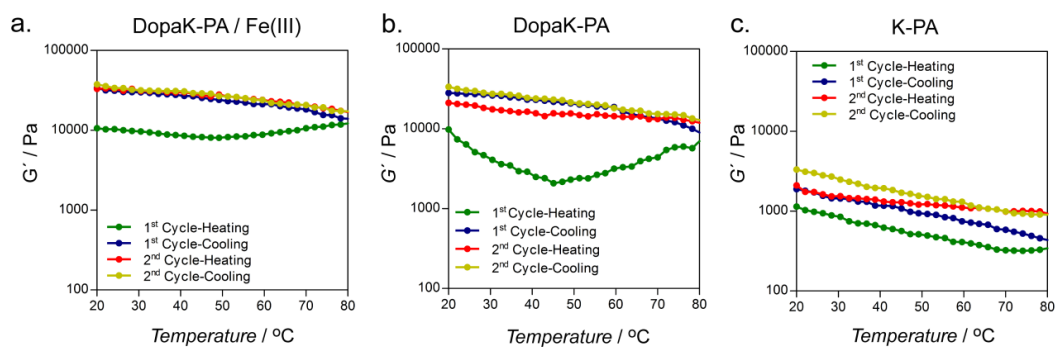 a.
DopaK-PA / Fe(III)
100000
10000
1000
100
G´ / Pa
1st Cycle-Heating
1st Cycle-Cooling
2nd Cycle-Heating
2nd Cycle-Cooling
20 30 40 50 60 70 80
Temperature / oC
b.
DopaK-PA
100000
10000
1000
100
G´ / Pa
1st Cycle-Heating
1st Cycle-Cooling
2nd Cycle-Heating
2nd Cycle-Cooling
20 30 40 50 60 70 80
Temperature / oC
c.
K-PA
100000
10000
1000
100
G´ / Pa
1st Cycle-Heating
1st Cycle-Cooling
2nd Cycle-Heating
2nd Cycle-Cooling
20 30 40 50 60 70 80
Temperature / oC